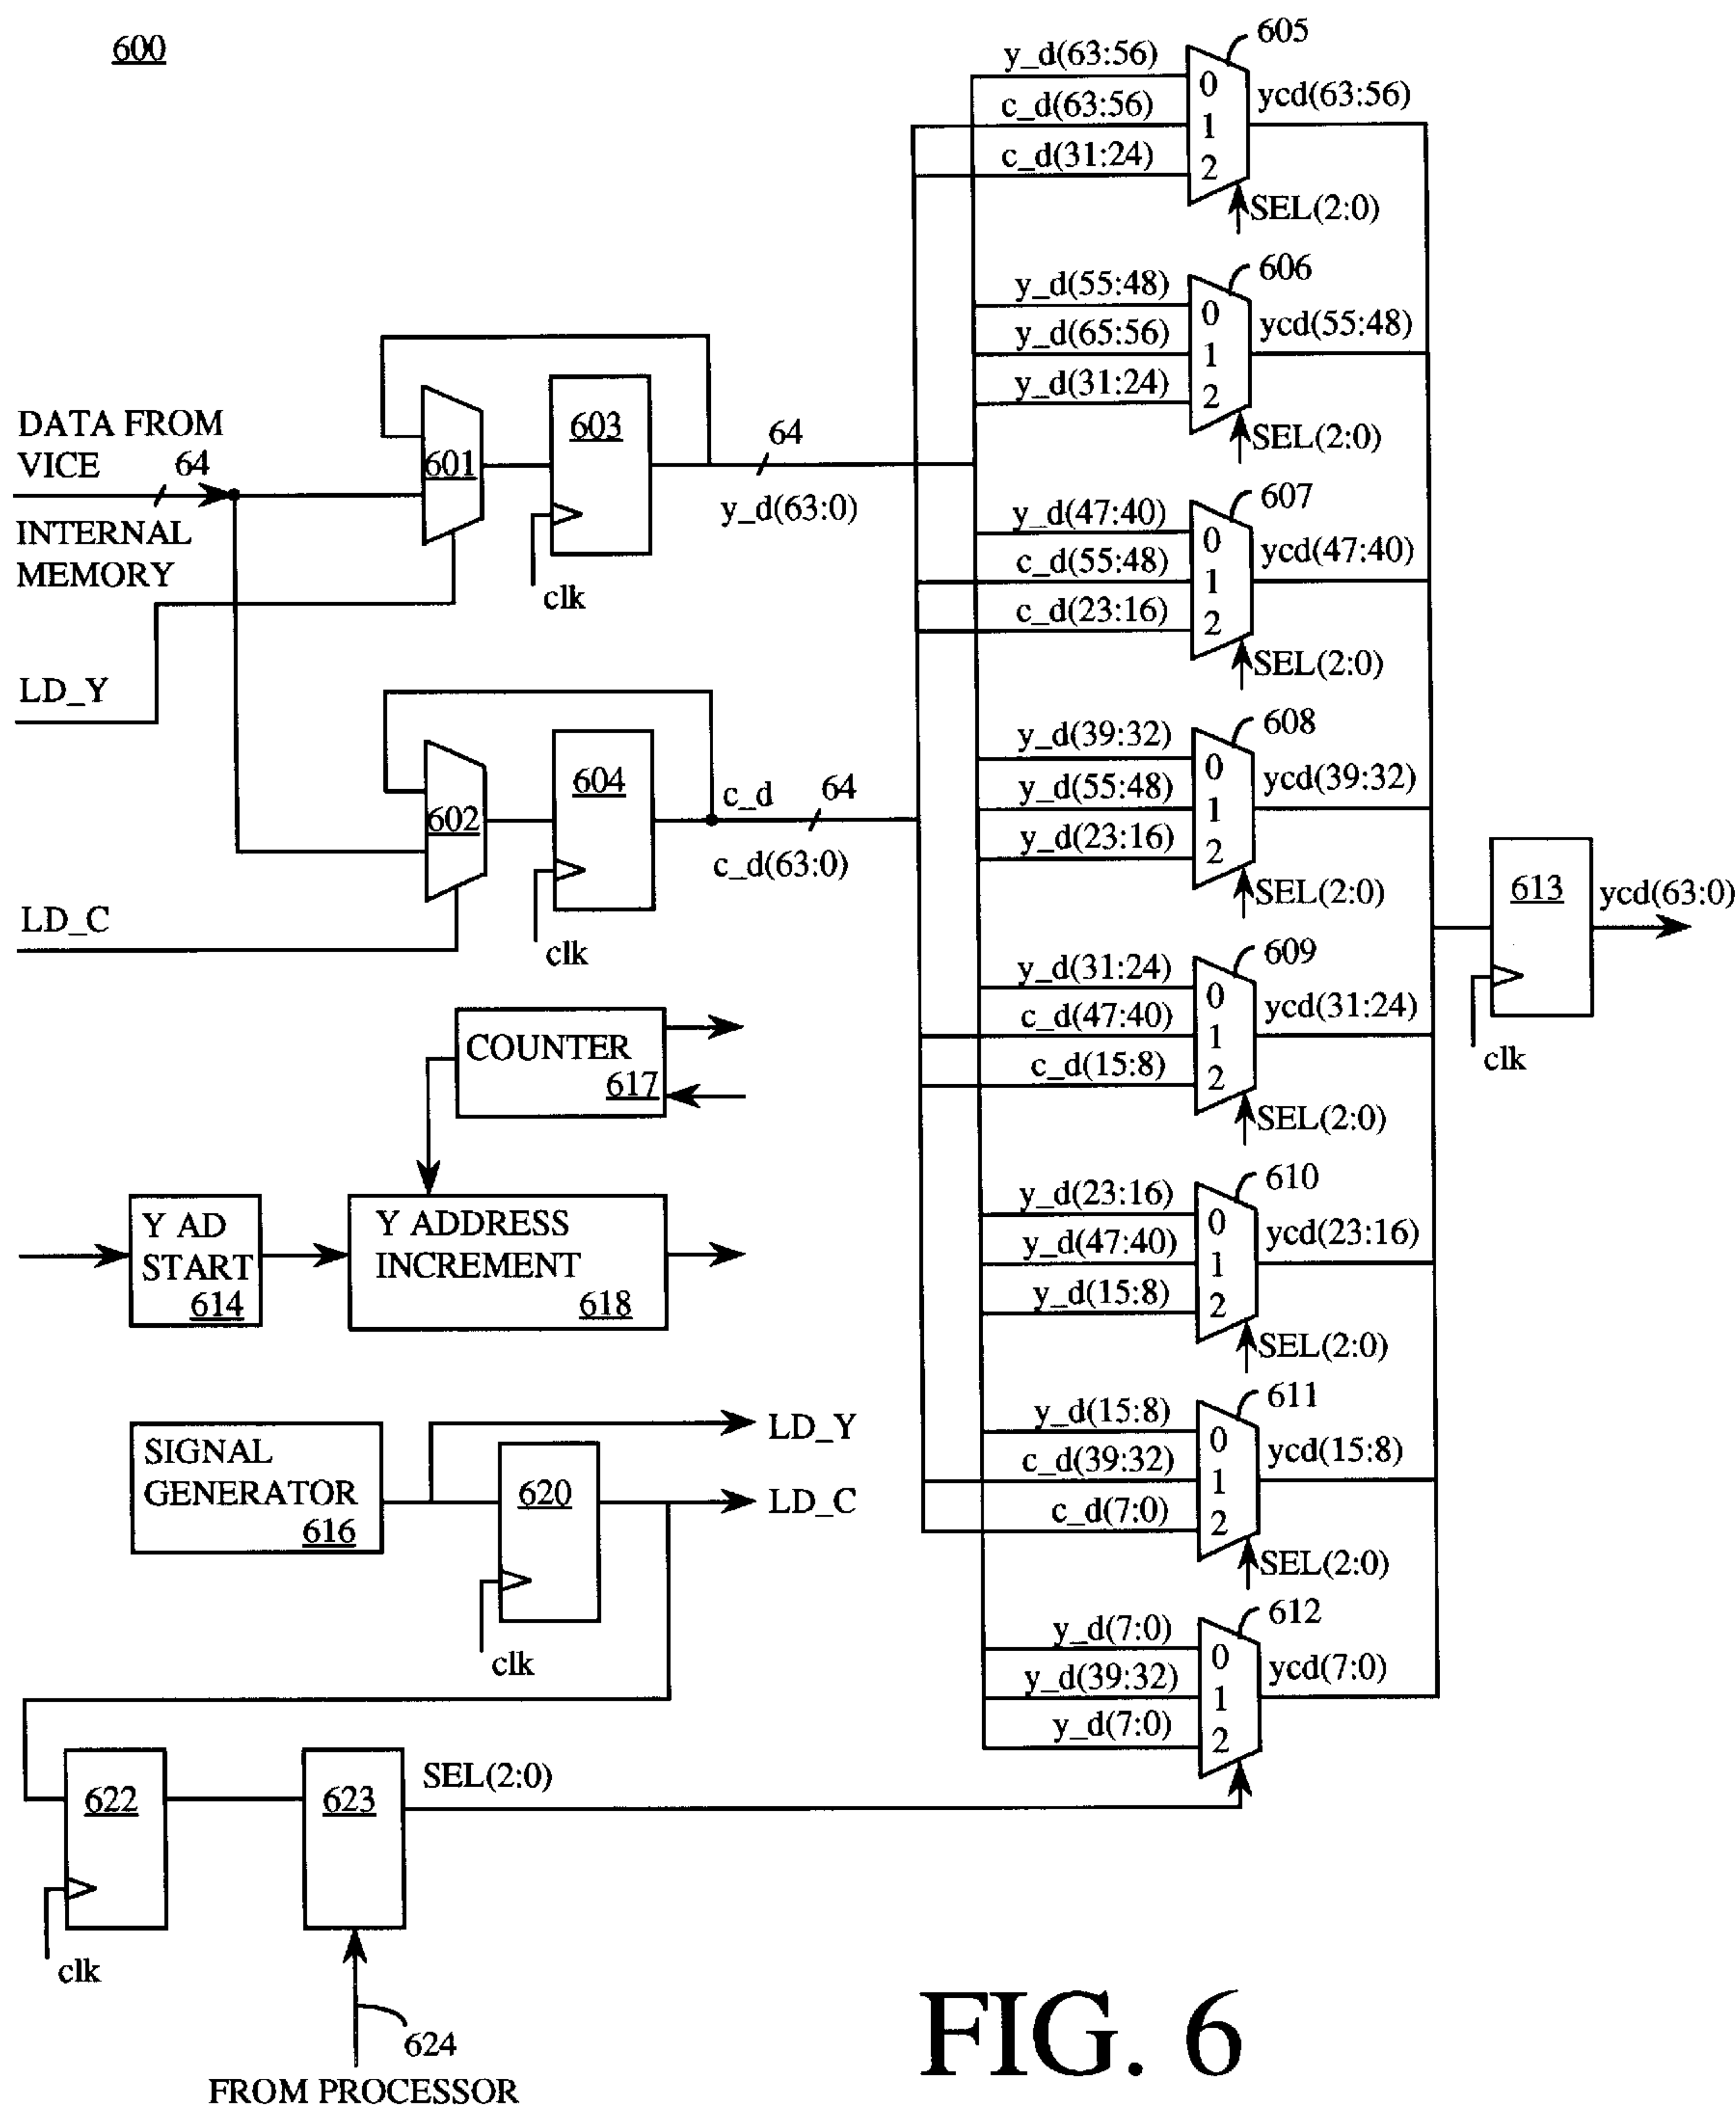 600
605
y_d(63:56)
c_d(63:56)
c_d(31:24)
0
1
2
ycd(63:56)
SEL(2:0)
606
y_d(55:48)
y_d(65:56)
y_d(31:24)
0
1
2
ycd(55:48)
SEL(2:0)
607
y_d(47:40)
c_d(55:48)
c_d(23:16)
0
1
2
ycd(47:40)
SEL(2:0)
608
y_d(39:32)
y_d(55:48)
y_d(23:16)
0
1
2
ycd(39:32)
SEL(2:0)
609
y_d(31:24)
c_d(47:40)
c_d(15:8)
0
1
2
ycd(31:24)
SEL(2:0)
610
y_d(23:16)
y_d(47:40)
y_d(15:8)
0
1
2
ycd(23:16)
SEL(2:0)
611
y_d(15:8)
c_d(39:32)
c_d(7:0)
0
1
2
ycd(15:8)
SEL(2:0)
612
y_d(7:0)
y_d(39:32)
y_d(7:0)
0
1
2
ycd(7:0)
613
clk
ycd(63:0)
DATA FROM
VICE
64
INTERNAL
MEMORY
601
603
clk
64
y_d(63:0)
LD_Y
602
604
clk
c_d
64
c_d(63:0)
LD_C
COUNTER
617
Y AD
START
614
Y ADDRESS
INCREMENT
618
SIGNAL
GENERATOR
616
620
clk
LD_Y
LD_C
622
clk
623
SEL(2:0)
624
FROM PROCESSOR
FIG. 6